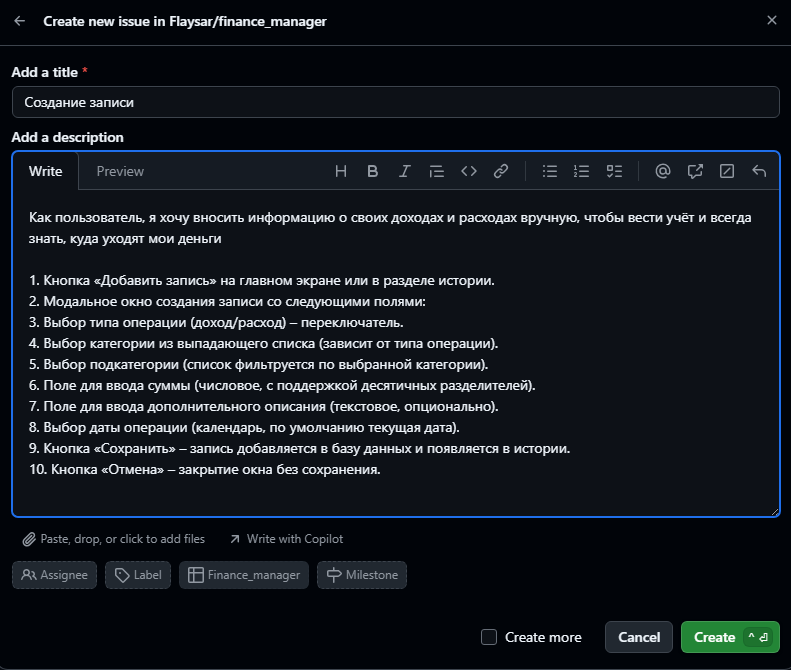 Create new issue in Flaysar/finance_manager
Add a title *
Создание записи
Add a description
Write Preview
Как пользователь, я хочу вносить информацию о своих доходах и расходах вручную, чтобы вести учёт и всегда
знать, куда уходят мои деньги
1. Кнопка «Добавить запись» на главном экране или в разделе истории.
2. Модальное окно создания записи со следующими полями:
3. Выбор типа операции (доход/расход) – переключатель.
4. Выбор категории из выпадающего списка (зависит от типа операции).
5. Выбор подкатегории (список фильтруется по выбранной категории).
6. Поле для ввода суммы (числовое, с поддержкой десятичных разделителей).
7. Поле для ввода дополнительного описания (текстовое, опционально).
8. Выбор даты операции (календарь, по умолчанию текущая дата).
9. Кнопка «Сохранить» – запись добавляется в базу данных и появляется в истории.
10. Кнопка «Отмена» – закрытие окна без сохранения.
Paste, drop, or click to add files Write with Copilot
Assignee Label Finance_manager Milestone
Create more Cancel Create